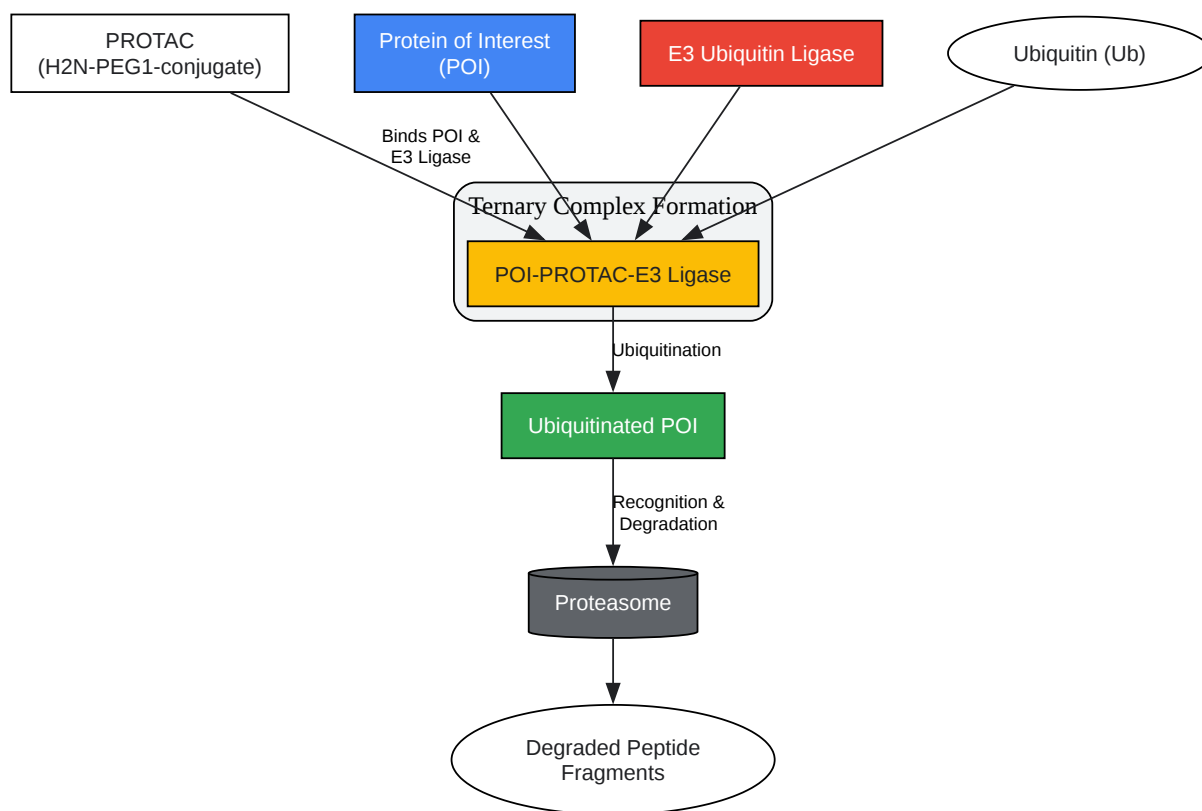 PROTAC
(H2N-PEG1-conjugate)
Protein of Interest
(POI)
E3 Ubiquitin Ligase
Ubiquitin (Ub)
Binds POI &
E3 Ligase
Ternary Complex Formation
POI-PROTAC-E3 Ligase
Ubiquitination
Ubiquitinated POI
Recognition &
Degradation
Proteasome
Degraded Peptide
Fragments